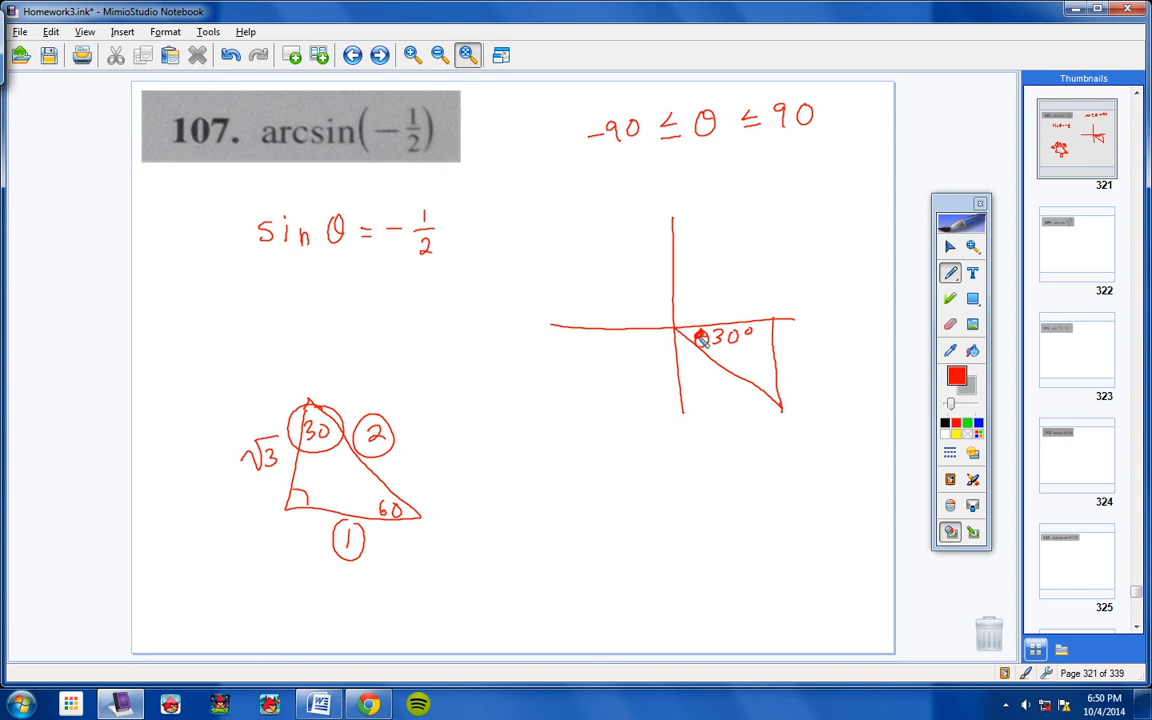 Homework3.ink* - MimioStudio Notebook
File Edit View Insert Format Tools Help
Thumbnails
107. arcsin(-1/2)
-90 ≤ θ ≤ 90
sin θ = - 1/2
30°
30
2
√3
60
1
321
322
323
324
325
Page 321 of 339
6:50 PM
10/4/2014